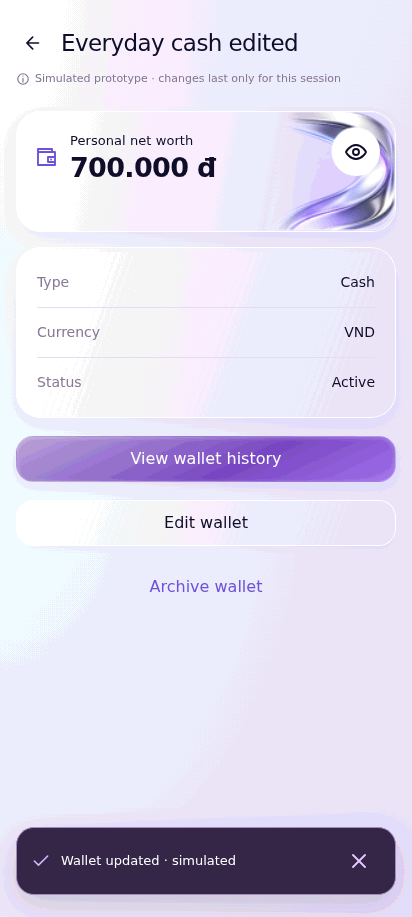 Everyday cash edited
Simulated prototype · changes last only for this session
Personal net worth
700.000 đ
Type
Cash
Currency
VND
Status
Active
View wallet history
Edit wallet
Archive wallet
Wallet updated · simulated